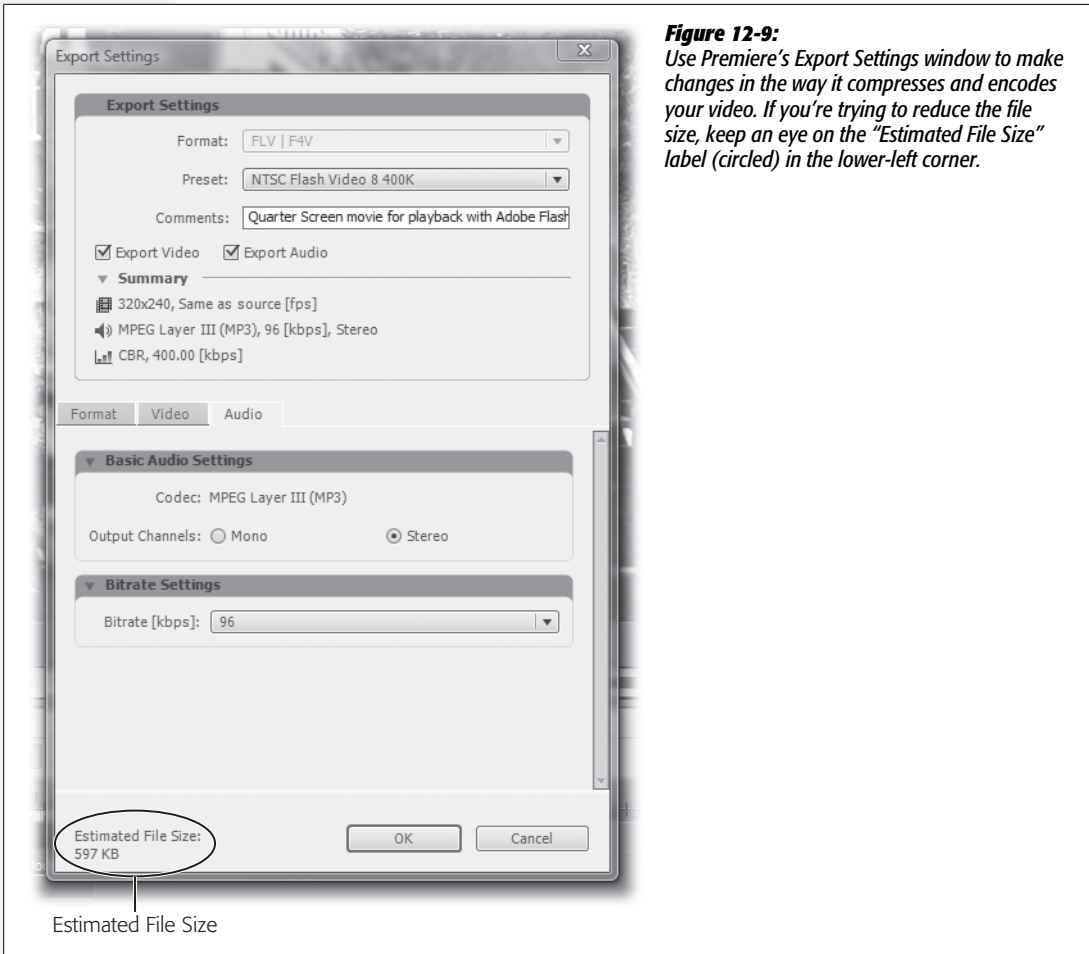 Export Settings
Export Settings
Format: FLV | F4V
Preset: NTSC Flash Video 8 400K
Comments: Quarter Screen movie for playback with Adobe Flash
Export Video Export Audio
Summary
320x240, Same as source [fps]
MPEG Layer III (MP3), 96 [kbps], Stereo
CBR, 400.00 [kbps]
Format Video Audio
Basic Audio Settings
Codec: MPEG Layer III (MP3)
Output Channels: Mono Stereo
Bitrate Settings
Bitrate [kbps]: 96
Estimated File Size:
597 KB
OK Cancel
Estimated File Size
Figure 12-9:
Use Premiere's Export Settings window to make
changes in the way it compresses and encodes
your video. If you're trying to reduce the file
size, keep an eye on the "Estimated File Size"
label (circled) in the lower-left corner.